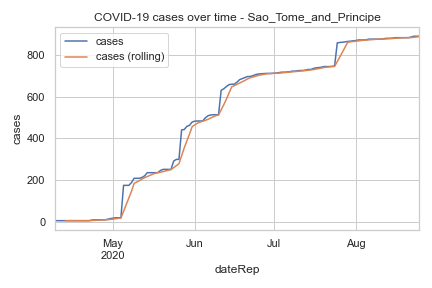 COVID-19 cases over time - Sao_Tome_and_Principe
cases
cases (rolling)
800
600
400
200
0
cases
May
2020
Jun
Jul
Aug
dateRep